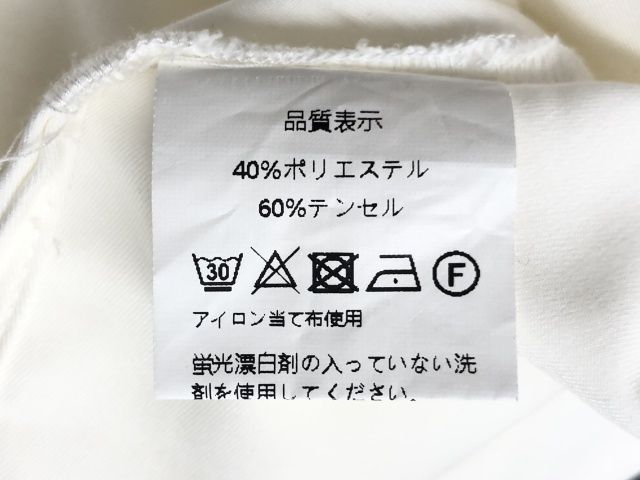 品質表示
40%ポリエステル
60%テンセル
30 F
アイロン当て布使用
蛍光漂白剤の入っていない洗
剤を使用してください。